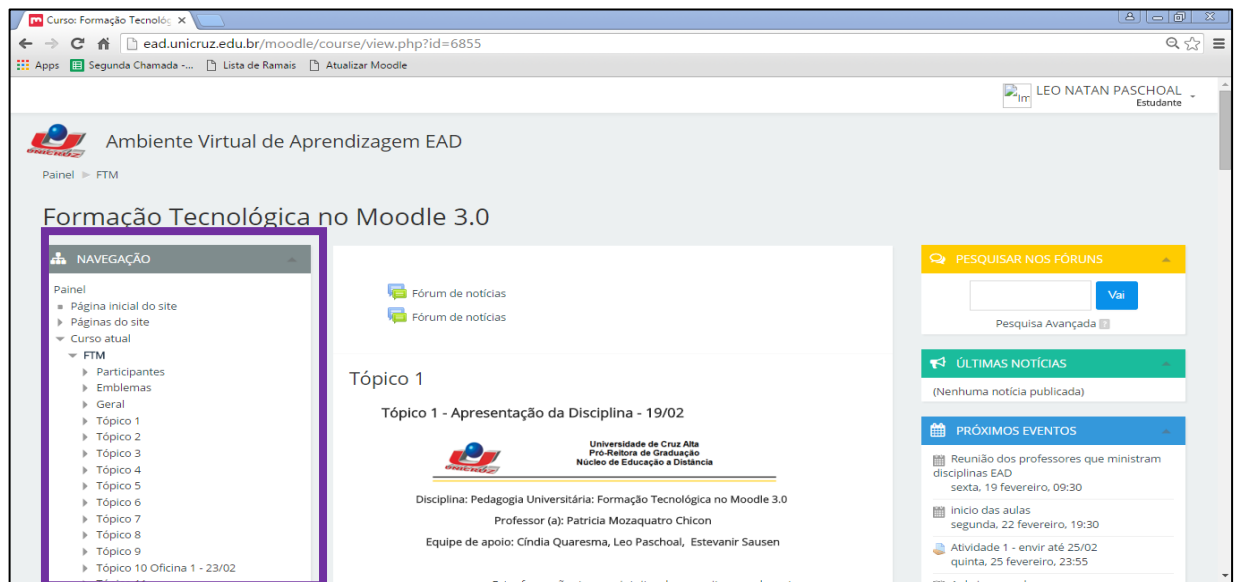 Curso: Formação Tecnológ
ead.unicruz.edu.br/moodle/course/view.php?id=6855
Apps Segunda Chamada -... Lista de Ramais Atualizar Moodle
Im LEO NATAN PASCHOAL
Estudante
UNICRUZ
Ambiente Virtual de Aprendizagem EAD
Painel FTM
Formação Tecnológica no Moodle 3.0
NAVEGAÇÃO
Painel
Página inicial do site
Páginas do site
Curso atual
FTM
Participantes
Emblemas
Geral
Tópico 1
Tópico 2
Tópico 3
Tópico 4
Tópico 5
Tópico 6
Tópico 7
Tópico 8
Tópico 9
Tópico 10 Oficina 1 - 23/02
Fórum de notícias
Fórum de notícias
Tópico 1
Tópico 1 - Apresentação da Disciplina - 19/02
UNICRUZ
Universidade de Cruz Alta
Pró-Reitora de Graduação
Núcleo de Educação a Distância
Disciplina: Pedagogia Universitária: Formação Tecnológica no Moodle 3.0
Professor (a): Patricia Mozaquatro Chicon
Equipe de apoio: Cíndia Quaresma, Leo Paschoal, Estevanir Sausen
PESQUISAR NOS FÓRUNS
Vai
Pesquisa Avançada
ÚLTIMAS NOTÍCIAS
(Nenhuma notícia publicada)
PRÓXIMOS EVENTOS
Reunião dos professores que ministram
disciplinas EAD
sexta, 19 fevereiro, 09:30
inicio das aulas
segunda, 22 fevereiro, 19:30
Atividade 1 - envir até 25/02
quinta, 25 fevereiro, 23:55